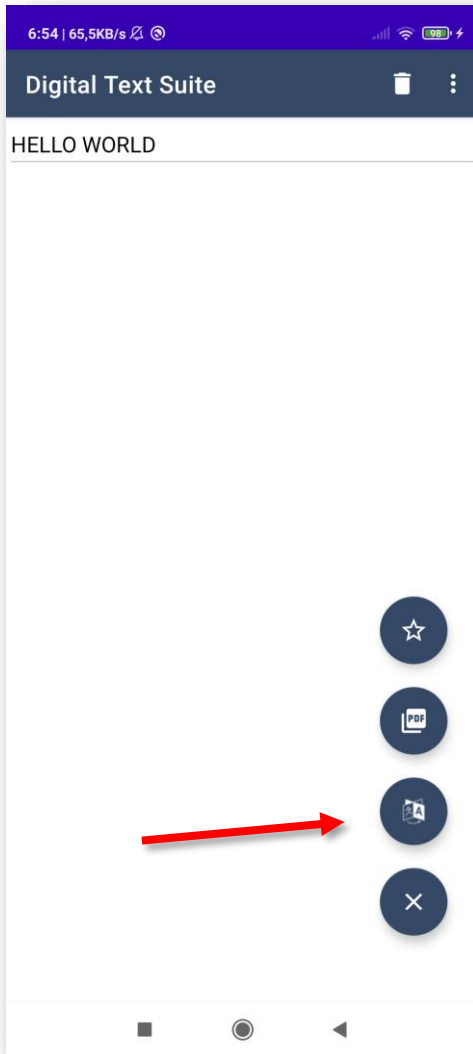 6:54 | 65,5KB/s
98
Digital Text Suite
HELLO WORLD
PDF
A